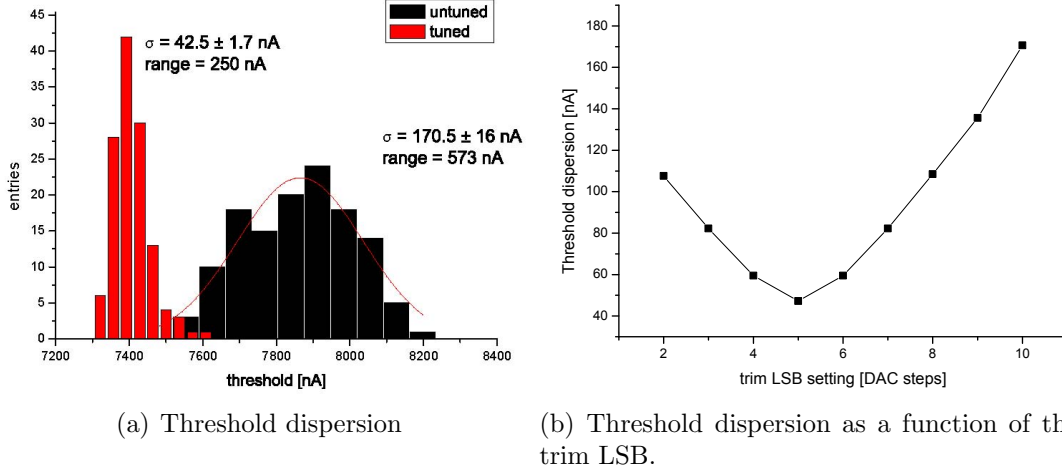 untuned
tuned
σ = 42.5 ± 1.7 nA
range = 250 nA
σ = 170.5 ± 16 nA
range = 573 nA
45
40
35
30
25
20
15
10
5
0
entries
7200 7400 7600 7800 8000 8200 8400
threshold [nA]
180
160
140
120
100
80
60
40
Threshold dispersion [nA]
2 4 6 8 10
trim LSB setting [DAC steps]
(a) Threshold dispersion
(b) Threshold dispersion as a function of th
trim LSB.